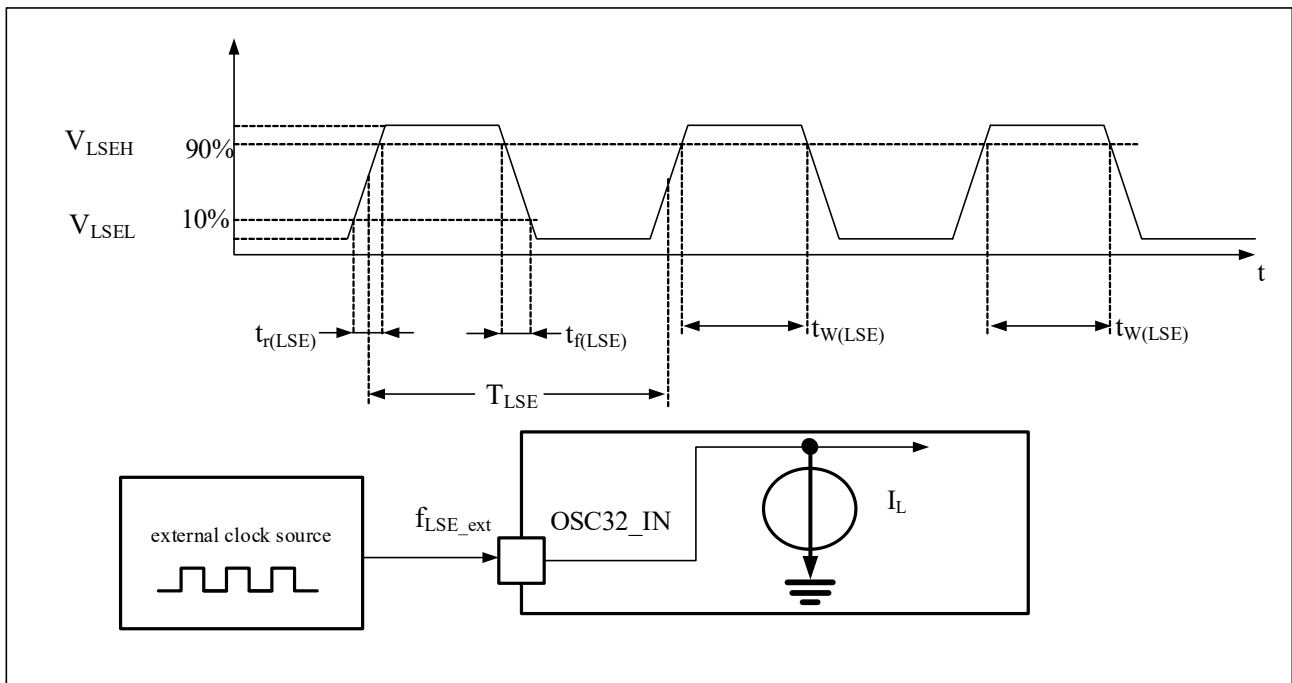 V_LSEH 90%
V_LSEL 10%
t
t_r(LSE) t_f(LSE) t_W(LSE) t_W(LSE)
T_LSE
f_LSE_ext OSC32_IN I_L
external clock source